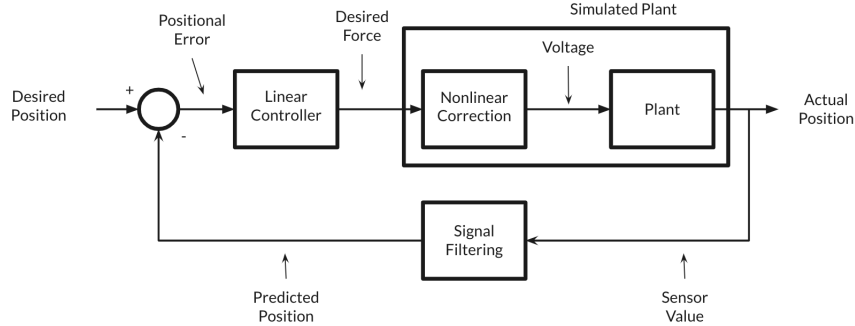 Simulated Plant
Positional
Error
Desired
Force
Voltage
Desired
Position
+
-
Linear
Controller
Nonlinear
Correction
Plant
Actual
Position
Signal
Filtering
Predicted
Position
Sensor
Value